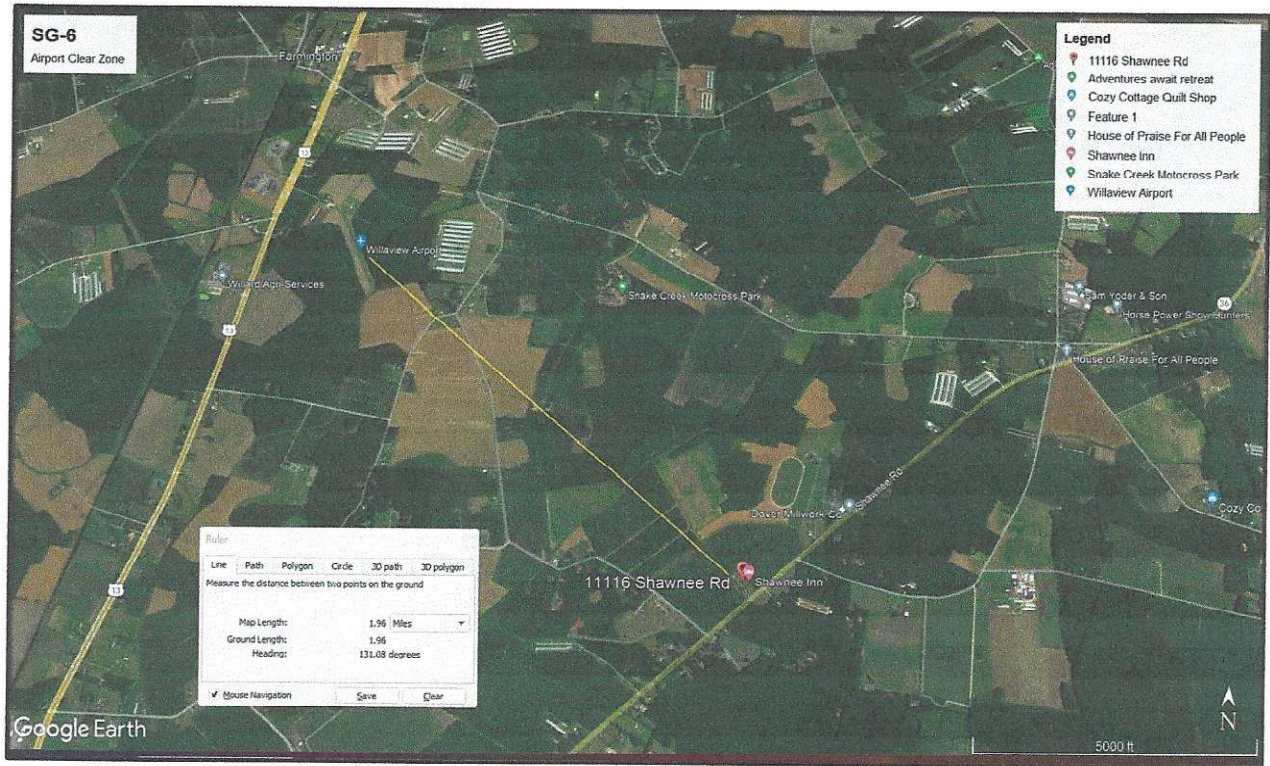 SG-6
Airport Clear Zone
Legend
11116 Shawnee Rd
Adventures await retreat
Cozy Cottage Quilt Shop
Feature 1
House of Praise For All People
Shawnee Inn
Snake Creek Motocross Park
Willaview Airport
Farmington
13
Willaview Airport
Willard Agri-Services
13
Snake Creek Motocross Park
Sam Yoder & Son
36
Horse Power Show Hunters
House of Praise For All People
Shawnee Rd
Dover Millwork Co
Cozy Co
11116 Shawnee Rd
Shawnee Inn
13
Ruler
Line Path Polygon Circle 3D path 3D polygon
Measure the distance between two points on the ground
Map Length: 1.96 Miles
Ground Length: 1.96
Heading: 131.08 degrees
Mouse Navigation Save Clear
Google Earth
N
5000 ft